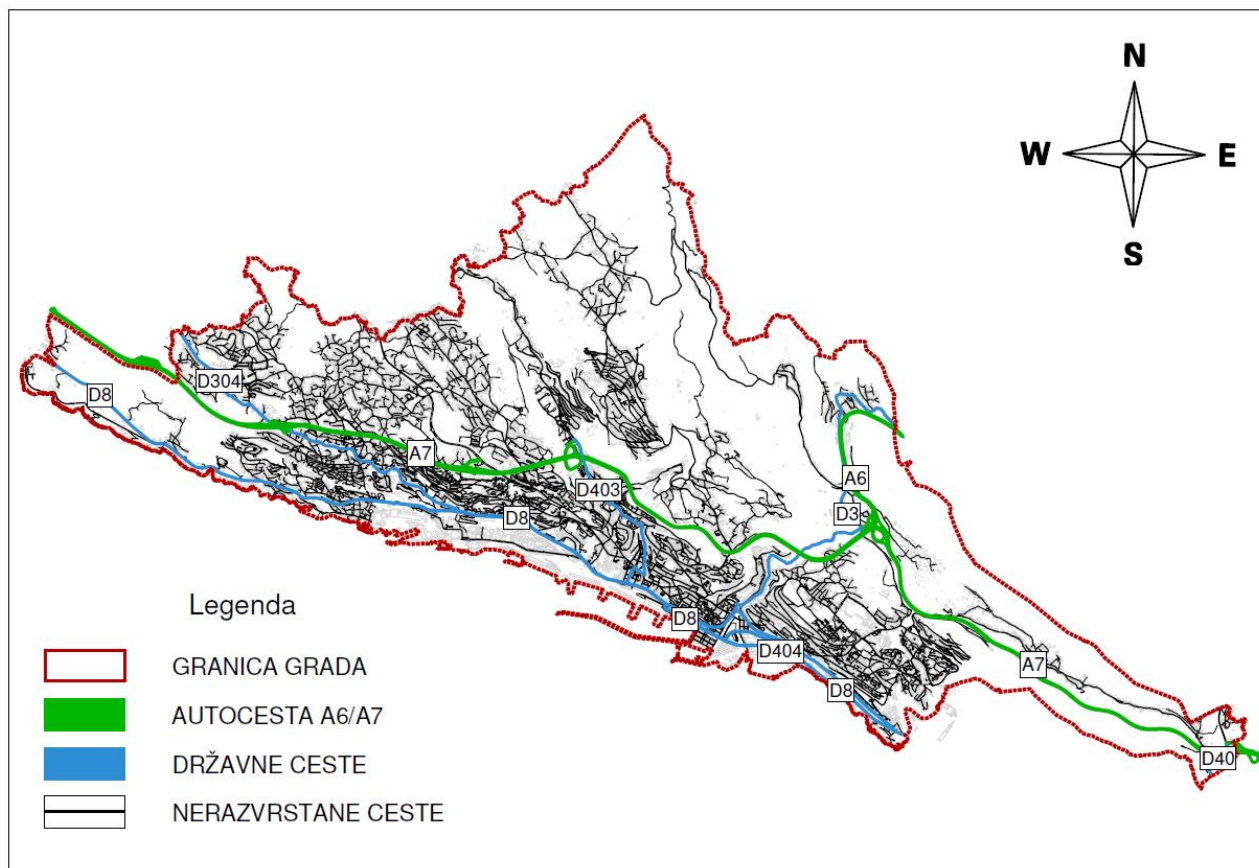 N
W
E
S
D304
D8
A7
D403
D8
A6
D3
D8
D404
D8
A7
D40
Legenda
GRANICA GRADA
AUTOCESTA A6/A7
DRŽAVNE CESTE
NERAZVRSTANE CESTE